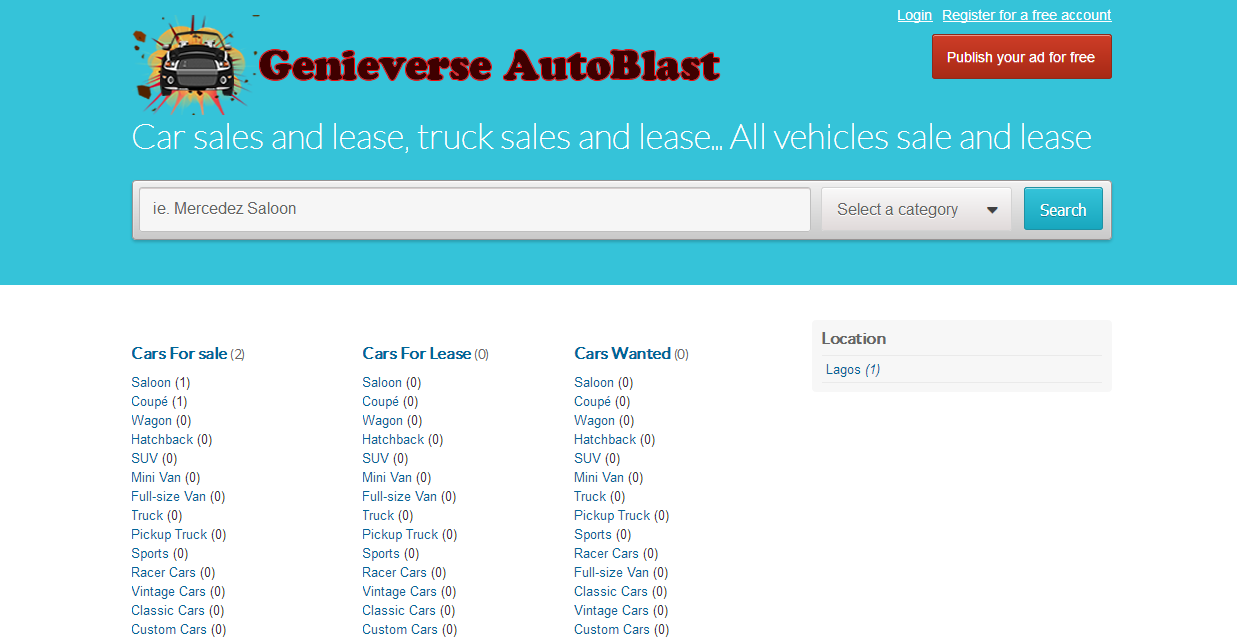 Login Register for a free account
Genieverse AutoBlast
Publish your ad for free
Car sales and lease, truck sales and lease... All vehicles sale and lease
ie. Mercedez Saloon
Select a category
Search
Cars For sale (2)
Saloon (1)
Coupé (1)
Wagon (0)
Hatchback (0)
SUV (0)
Mini Van (0)
Full-size Van (0)
Truck (0)
Pickup Truck (0)
Sports (0)
Racer Cars (0)
Vintage Cars (0)
Classic Cars (0)
Custom Cars (0)
Cars For Lease (0)
Saloon (0)
Coupé (0)
Wagon (0)
Hatchback (0)
SUV (0)
Mini Van (0)
Full-size Van (0)
Truck (0)
Pickup Truck (0)
Sports (0)
Racer Cars (0)
Vintage Cars (0)
Classic Cars (0)
Custom Cars (0)
Cars Wanted (0)
Saloon (0)
Coupé (0)
Wagon (0)
Hatchback (0)
SUV (0)
Mini Van (0)
Truck (0)
Pickup Truck (0)
Sports (0)
Racer Cars (0)
Full-size Van (0)
Classic Cars (0)
Vintage Cars (0)
Custom Cars (0)
Location
Lagos (1)